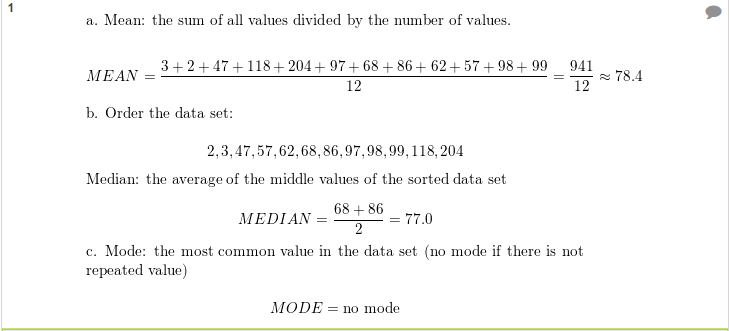 1
a. Mean: the sum of all values divided by the number of values.
MEAN = (3 + 2 + 47 + 118 + 204 + 97 + 68 + 86 + 62 + 57 + 98 + 99)/12 = 941/12 ≈ 78.4
b. Order the data set:
2, 3, 47, 57, 62, 68, 86, 97, 98, 99, 118, 204
Median: the average of the middle values of the sorted data set
MEDIAN = (68 + 86)/2 = 77.0
c. Mode: the most common value in the data set (no mode if there is not
repeated value)
MODE = no mode